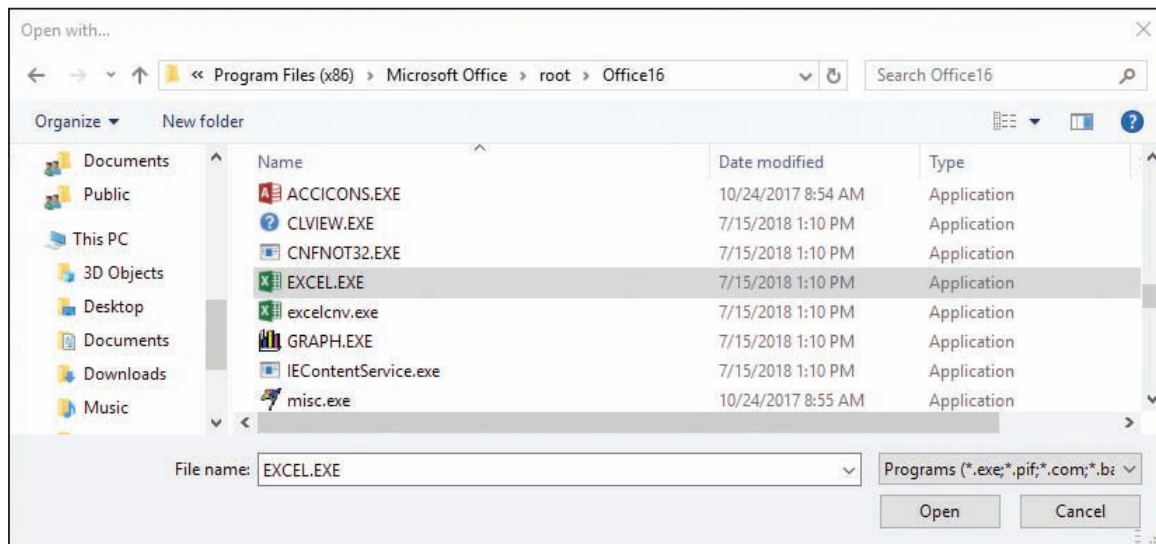 Open with...
« Program Files (x86) › Microsoft Office › root › Office16 Search Office16
Organize New folder
Documents Name Date modified Type
Public ACCICONS.EXE 10/24/2017 8:54 AM Application
CLVIEW.EXE 7/15/2018 1:10 PM Application
This PC CNFNOT32.EXE 7/15/2018 1:10 PM Application
3D Objects EXCEL.EXE 7/15/2018 1:10 PM Application
Desktop excelcnv.exe 7/15/2018 1:10 PM Application
Documents GRAPH.EXE 7/15/2018 1:10 PM Application
Downloads IEContentService.exe 7/15/2018 1:10 PM Application
Music misc.exe 10/24/2017 8:55 AM Application
File name: EXCEL.EXE Programs (*.exe;*.pif;*.com;*.ba
Open Cancel